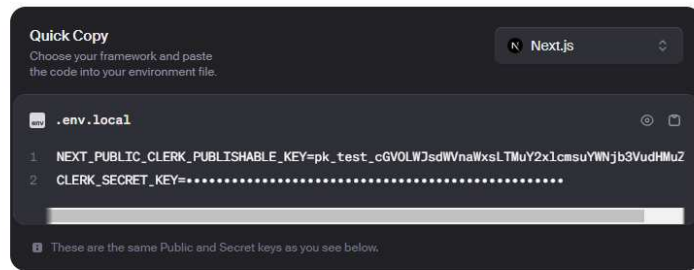 Quick Copy
Choose your framework and paste
the code into your environment file.
Next.js
.env.local
1 NEXT_PUBLIC_CLERK_PUBLISHABLE_KEY=pk_test_cGVOLWJsdWVnaWxsLTMuY2xlcmsuYWNjb3VudHMuZ
2 CLERK_SECRET_KEY=••••••••••••••••••••••••••••••••••••••••••••••••••
These are the same Public and Secret keys as you see below.